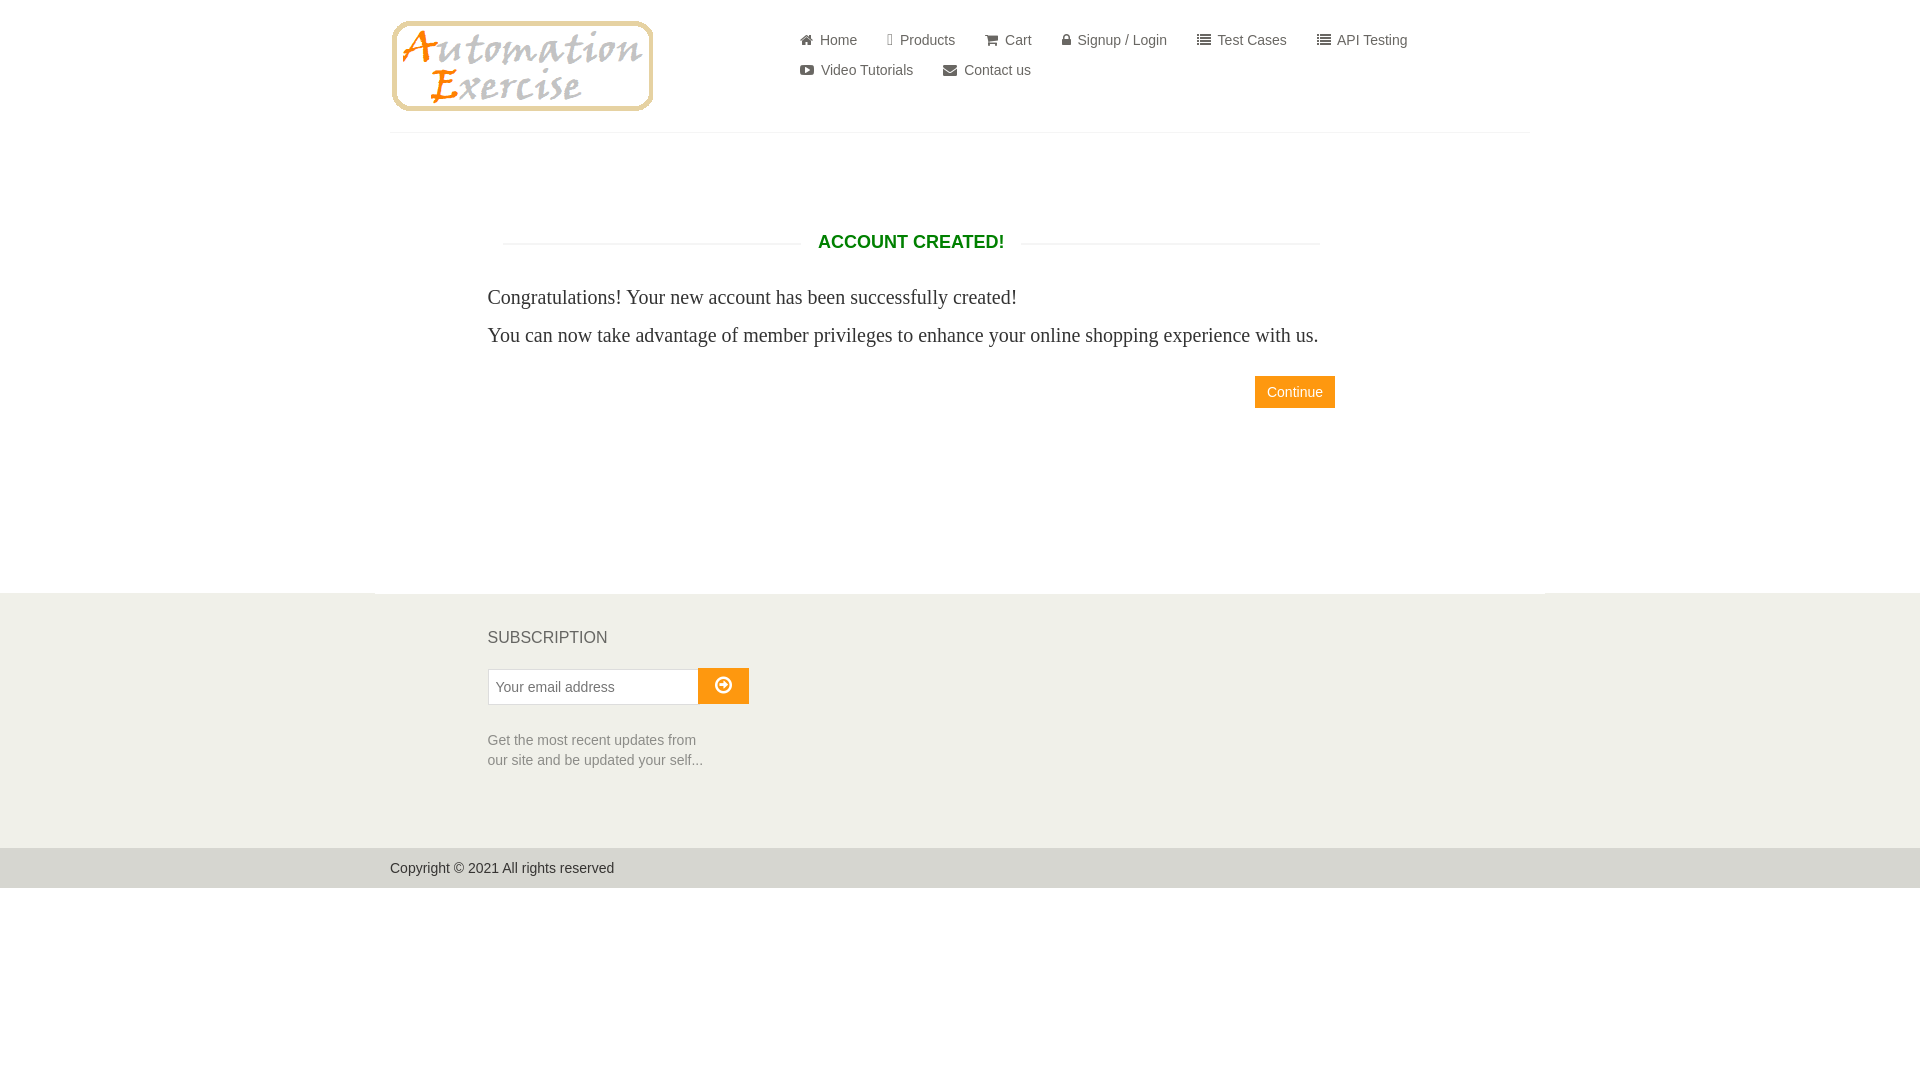 Automation
Exercise
Home
Products
Cart
Signup / Login
Test Cases
API Testing
Video Tutorials
Contact us
ACCOUNT CREATED!
Congratulations! Your new account has been successfully created!
You can now take advantage of member privileges to enhance your online shopping experience with us.
Continue
SUBSCRIPTION
Your email address
Get the most recent updates from
our site and be updated your self...
Copyright © 2021 All rights reserved